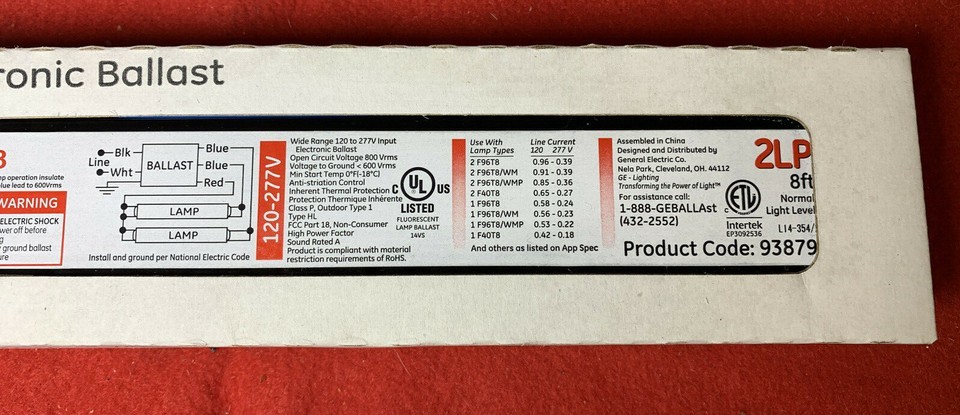 ronic Ballast
mp operation insulate
blue lead to 600Vrms
WARNING
ELECTRIC SHOCK
ower off before
ground ballast
ure
Line
Blk
Wht
BALLAST
Blue
Blue
Red
LAMP
LAMP
Install and ground per National Electric Code
120-277V
Wide Range 120 to 277V Input
Electronic Ballast
Open Circuit Voltage 800 Vrms
Voltage to Ground < 600 Vrms
Min Start Temp 0°F(-18°C)
Anti-striation Control
Inherent Thermal Protection
Protection Thermique Inhérente
Class P, Outdoor Type 1
Type HL
FCC Part 18, Non-Consumer
High Power Factor
Sound Rated A
Product is compliant with material
restriction requirements of RoHS.
C UL US
LISTED
FLUORESCENT
LAMP BALLAST
14VS
Use With Line Current
Lamp Types 120 277 V
2 F96T8 0.96 - 0.39
2 F96T8/WM 0.91 - 0.39
2 F96T8/WMP 0.85 - 0.36
2 F40T8 0.65 - 0.27
1 F96T8 0.58 - 0.24
1 F96T8/WM 0.56 - 0.23
1 F96T8/WMP 0.53 - 0.22
1 F40T8 0.42 - 0.18
And others as listed on App Spec
Assembled in China
Designed and Distributed by
General Electric Co.
Nela Park, Cleveland, OH. 44112
GE - Lighting
Transforming the Power of Light™
For assistance call:
1-888-GEBALLAst
(432-2552)
C ETL
Intertek
EP3092536
2LP
8ft
Normal
Light Level
L14-354/
Product Code: 93879